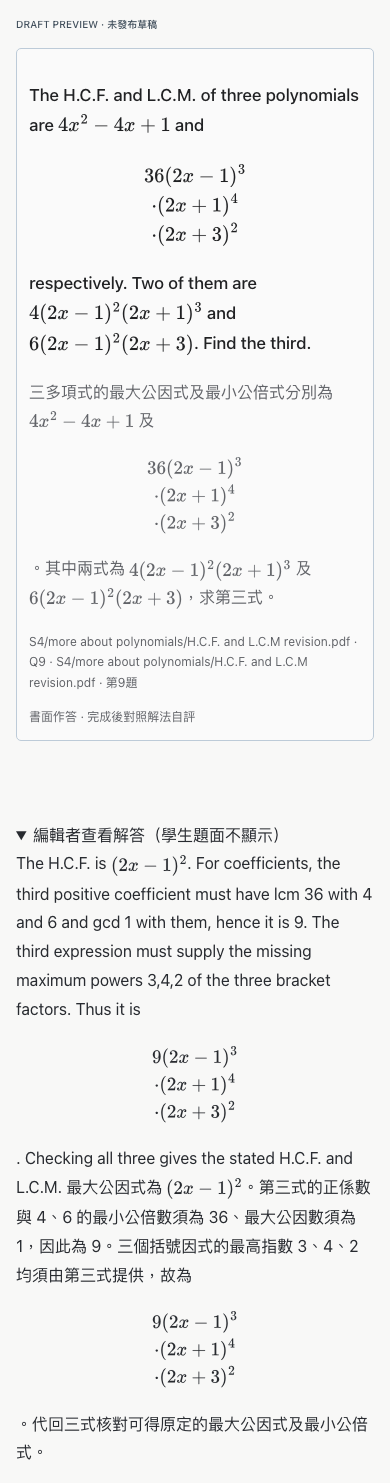 DRAFT PREVIEW · 未發布草稿
The H.C.F. and L.C.M. of three polynomials
are 4x² − 4x + 1 and
36(2x − 1)³
·(2x + 1)⁴
·(2x + 3)²
respectively. Two of them are
4(2x − 1)²(2x + 1)³ and
6(2x − 1)²(2x + 3). Find the third.
三多項式的最大公因式及最小公倍式分別為
4x² − 4x + 1 及
36(2x − 1)³
·(2x + 1)⁴
·(2x + 3)²
。其中兩式為 4(2x − 1)²(2x + 1)³ 及
6(2x − 1)²(2x + 3),求第三式。
S4/more about polynomials/H.C.F. and L.C.M revision.pdf ·
Q9 · S4/more about polynomials/H.C.F. and L.C.M
revision.pdf · 第9題
書面作答 · 完成後對照解法自評
▼ 編輯者查看解答(學生題面不顯示)
The H.C.F. is (2x − 1)². For coefficients, the
third positive coefficient must have lcm 36 with 4
and 6 and gcd 1 with them, hence it is 9. The
third expression must supply the missing
maximum powers 3,4,2 of the three bracket
factors. Thus it is
9(2x − 1)³
·(2x + 1)⁴
·(2x + 3)²
. Checking all three gives the stated H.C.F. and
L.C.M. 最大公因式為 (2x − 1)²。第三式的正係數
與 4、6 的最小公倍數須為 36、最大公因數須為
1,因此為 9。三個括號因式的最高指數 3、4、2
均須由第三式提供,故為
9(2x − 1)³
·(2x + 1)⁴
·(2x + 3)²
。代回三式核對可得原定的最大公因式及最小公倍
式。